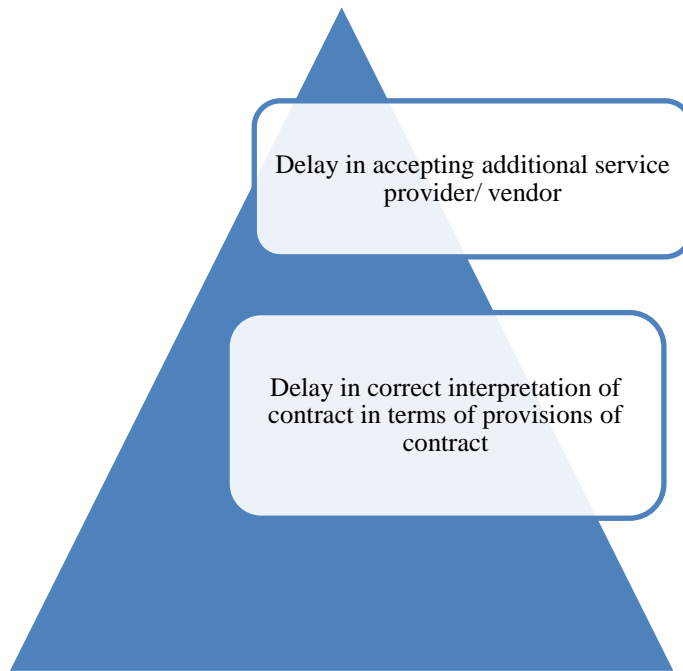 Delay in accepting additional service
provider/ vendor
Delay in correct interpretation of
contract in terms of provisions of
contract